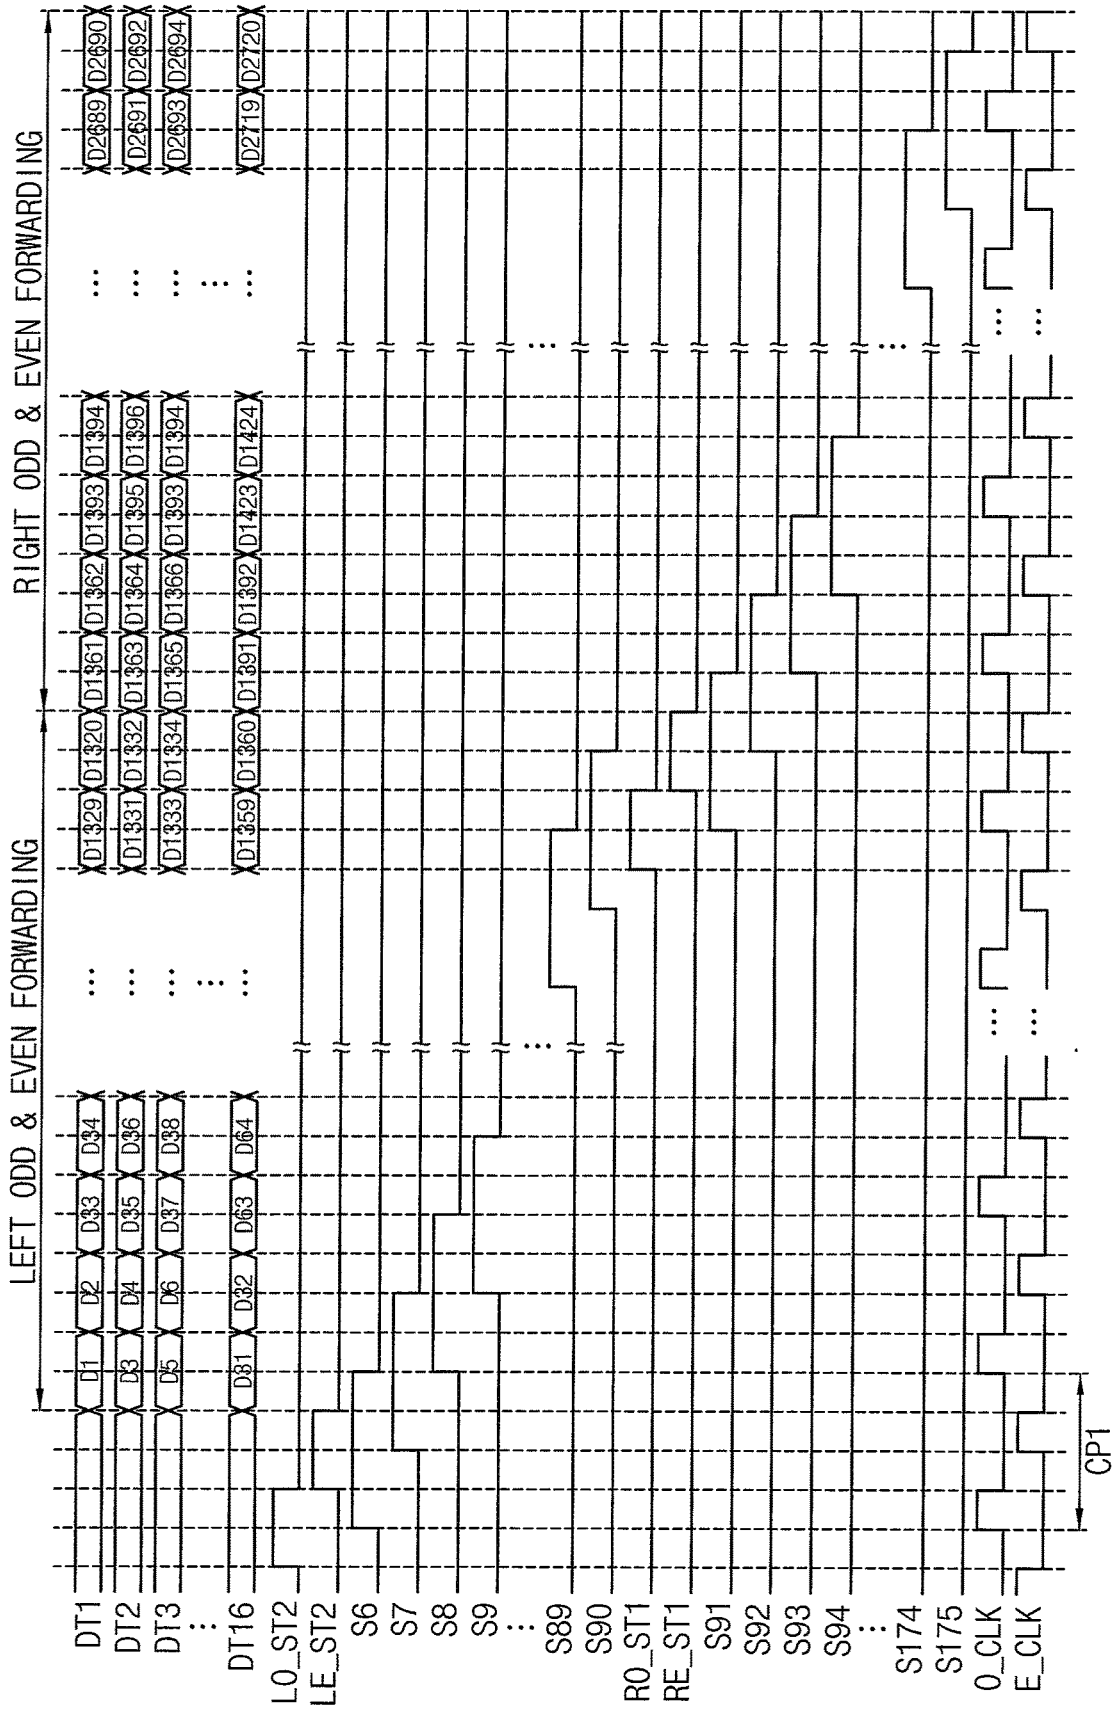 LEFT ODD & EVEN FORWARDING
RIGHT ODD & EVEN FORWARDING
DT1 D1 D2 D33 D34 ... D1329 D1320 D1361 D1362 D1393 D1394 ... D2689 D2690
DT2 D3 D4 D35 D36 ... D1331 D1332 D1363 D1364 D1395 D1396 ... D2691 D2692
DT3 D5 D6 D37 D38 ... D1333 D1334 D1365 D1366 D1393 D1394 ... D2693 D2694
...
DT16 D31 D32 D63 D64 ... D1359 D1360 D1391 D1392 D1423 D1424 ... D2719 D2720
LO_ST2
LE_ST2
S6
S7
S8
S9
...
S89
S90
RO_ST1
RE_ST1
S91
S92
S93
S94
...
S174
S175
O_CLK ... ...
E_CLK ... ...
CP1